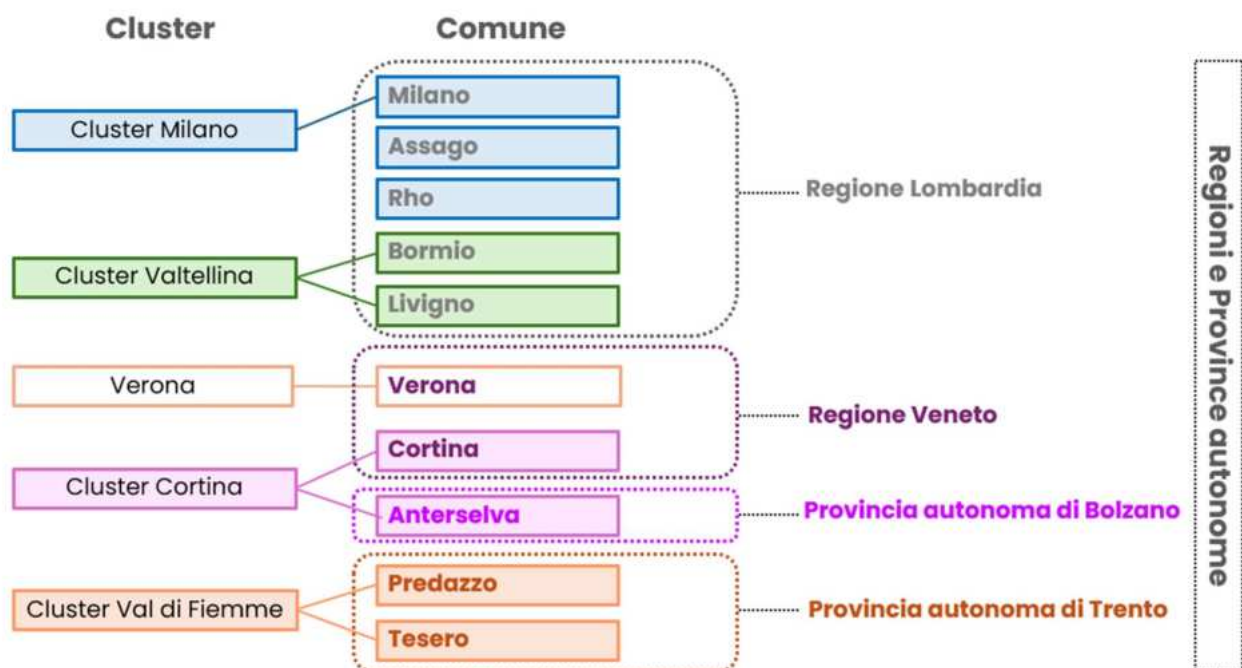 Cluster
Comune
Cluster Milano
Milano
Assago
Rho
Cluster Valtellina
Bormio
Livigno
Regione Lombardia
Verona
Verona
Cluster Cortina
Cortina
Regione Veneto
Anterselva
Provincia autonoma di Bolzano
Cluster Val di Fiemme
Predazzo
Tesero
Provincia autonoma di Trento
Regioni e Province autonome